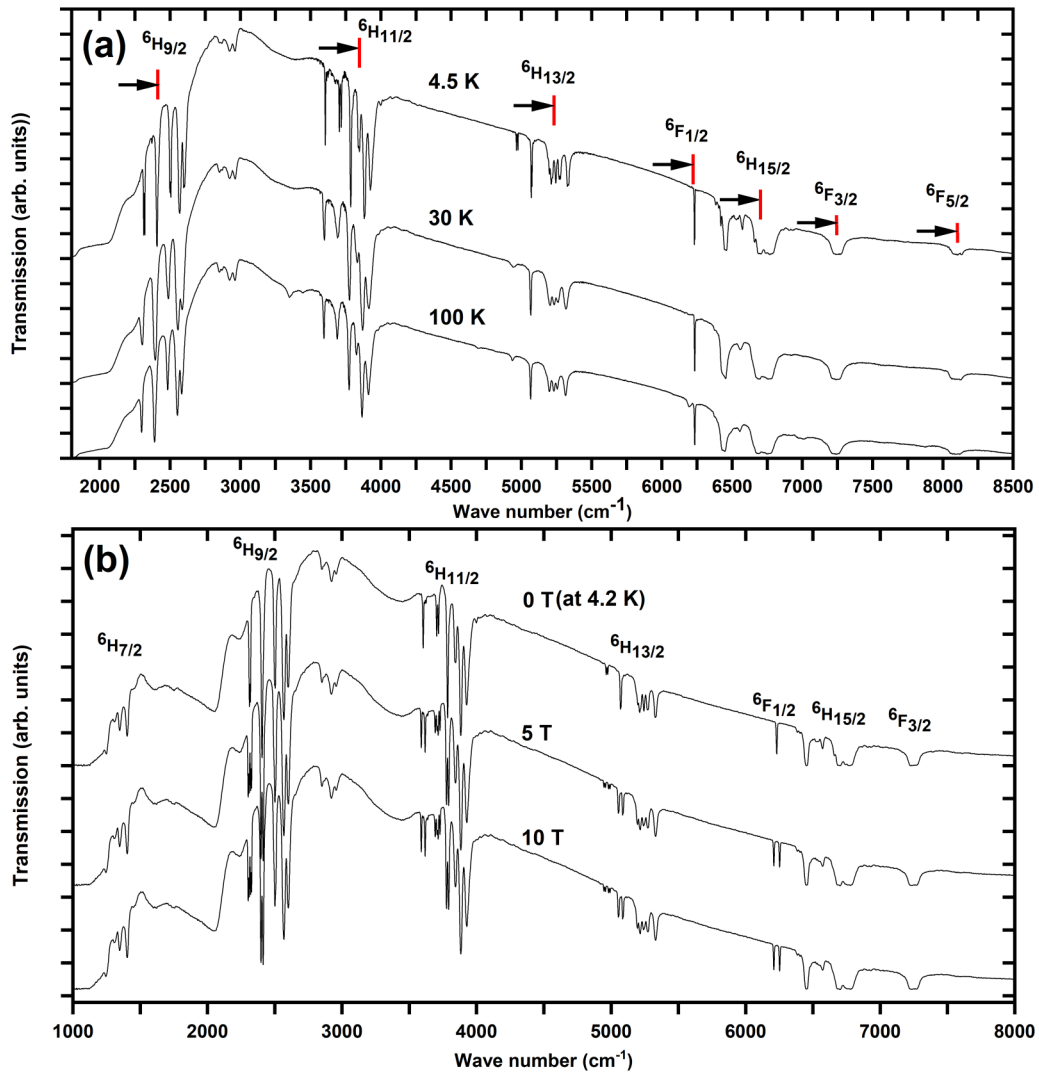 (a)
⁶H₉/₂
⁶H₁₁/₂
⁶H₁₃/₂
⁶F₁/₂
⁶H₁₅/₂
⁶F₃/₂
⁶F₅/₂
4.5 K
30 K
100 K
Transmission (arb. units))
2000 2500 3000 3500 4000 4500 5000 5500 6000 6500 7000 7500 8000 8500
Wave number (cm⁻¹)
(b)
⁶H₇/₂
⁶H₉/₂
⁶H₁₁/₂
0 T (at 4.2 K)
⁶H₁₃/₂
⁶F₁/₂
⁶H₁₅/₂
⁶F₃/₂
5 T
10 T
Transmission (arb. units)
1000 2000 3000 4000 5000 6000 7000 8000
Wave number (cm⁻¹)